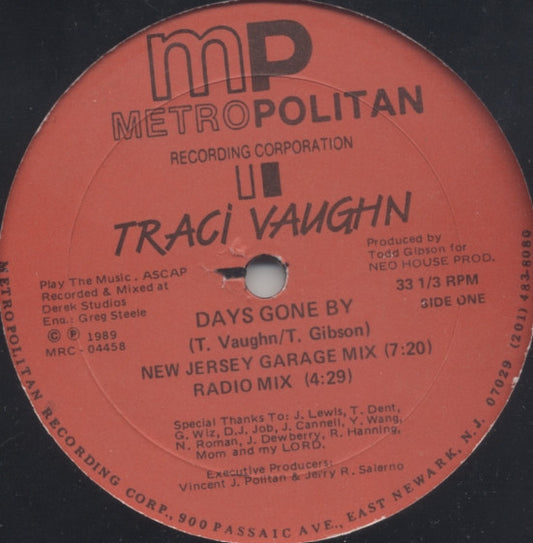 mP
METROPOLITAN
RECORDING CORPORATION
TRACi VAUGHN
Produced by
Todd Gibson for
NEO HOUSE PROD.
Play The Music . ASCAP
Recorded & Mixed at
Derek Studios
Eng.: Greg Steele
© ℗ 1989
MRC - 04458
33 1/3 RPM
SIDE ONE
DAYS GONE BY
(T. Vaughn/T. Gibson)
NEW JERSEY GARAGE MIX (7:20)
RADIO MIX (4:29)
Special Thanks To: J. Lewis, T. Dent,
G. Wiz, D.J. Job, J. Cannell, Y. Wang,
N. Roman, J. Dewberry, R. Hanning,
Mom and my LORD.
Executive Producers:
Vincent J. Politan & Jerry R. Salerno
METROPOLITAN RECORDING CORP., 900 PASSAIC AVE., EAST NEWARK, N.J. 07029 (201) 483-8080